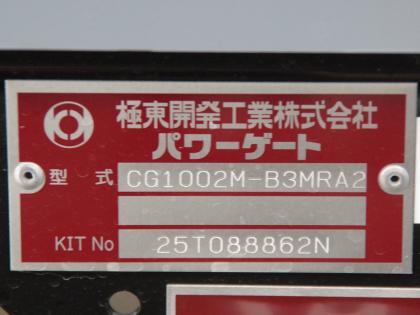 極東開発工業株式会社
パワーゲート
型 式 CG1002M-B3MRA2
KIT No 25T088862N